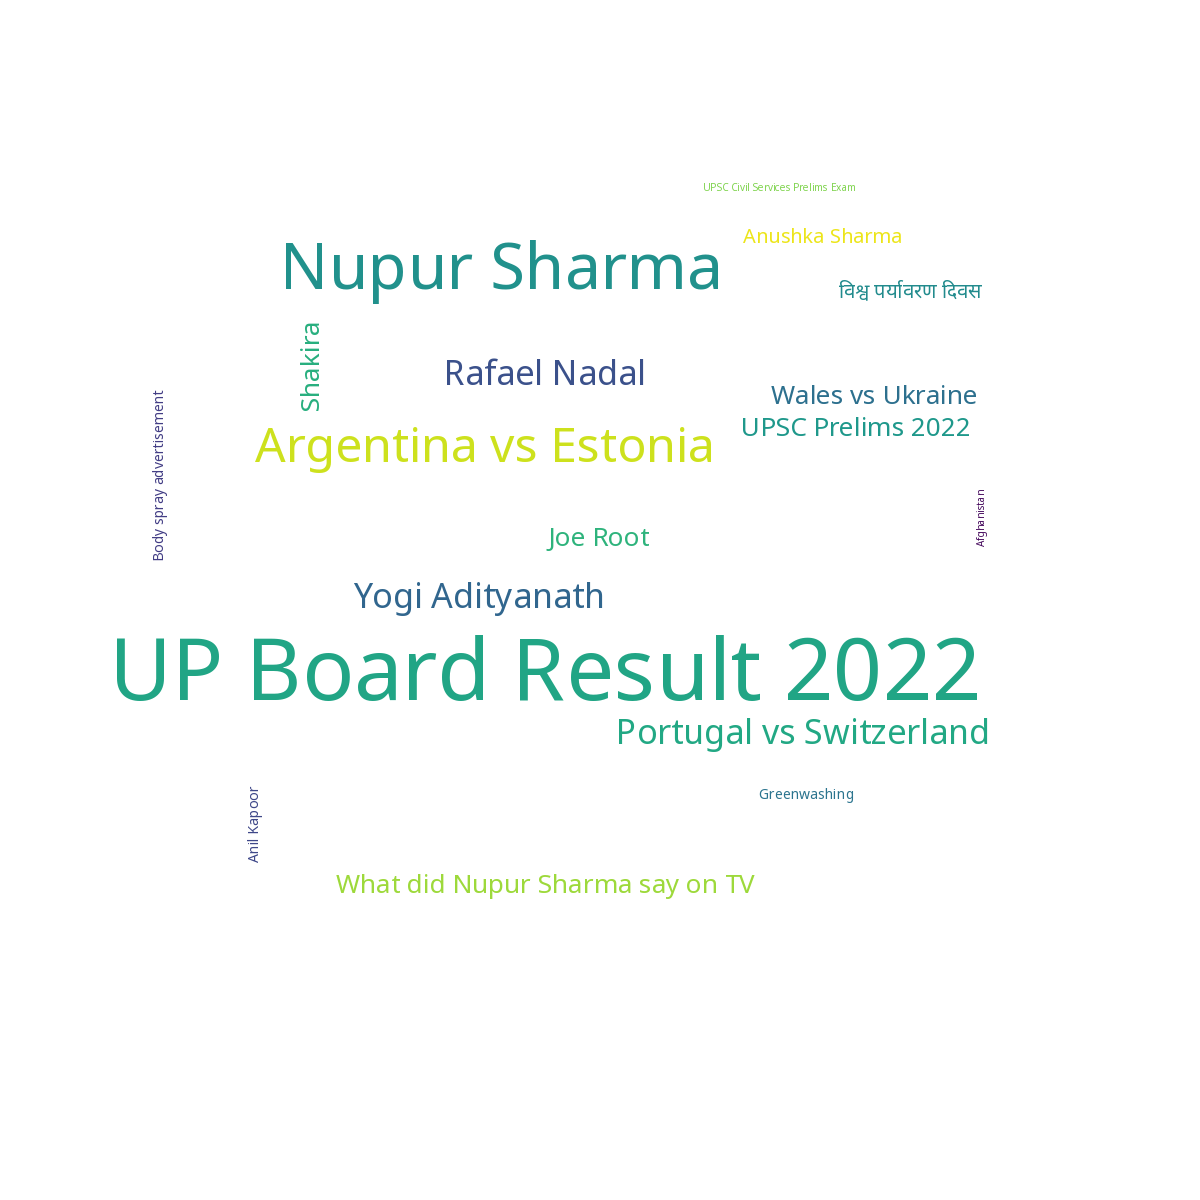 UPSC Civil Services Prelims Exam
Anushka Sharma
Nupur Sharma
विश्व पर्यावरण दिवस
Shakira
Rafael Nadal
Wales vs Ukraine
UPSC Prelims 2022
Argentina vs Estonia
Body spray advertisement
Afghanistan
Joe Root
Yogi Adityanath
UP Board Result 2022
Portugal vs Switzerland
Anil Kapoor
Greenwashing
What did Nupur Sharma say on TV